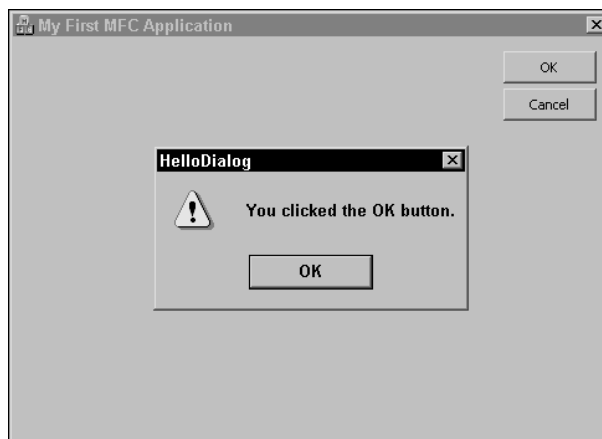 My First MFC Application
OK
Cancel
HelloDialog
You clicked the OK button.
OK